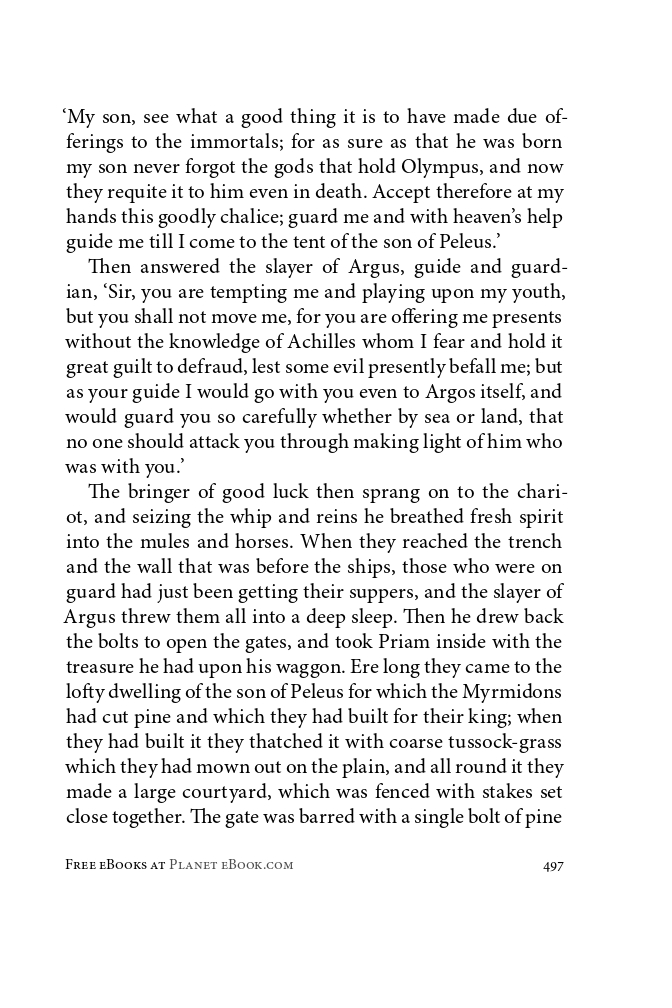 ‘My son, see what a good thing it is to have made due of-
ferings to the immortals; for as sure as that he was born
my son never forgot the gods that hold Olympus, and now
they requite it to him even in death. Accept therefore at my
hands this goodly chalice; guard me and with heaven’s help
guide me till I come to the tent of the son of Peleus.’
Then answered the slayer of Argus, guide and guard-
ian, ‘Sir, you are tempting me and playing upon my youth,
but you shall not move me, for you are offering me presents
without the knowledge of Achilles whom I fear and hold it
great guilt to defraud, lest some evil presently befall me; but
as your guide I would go with you even to Argos itself, and
would guard you so carefully whether by sea or land, that
no one should attack you through making light of him who
was with you.’
The bringer of good luck then sprang on to the chari-
ot, and seizing the whip and reins he breathed fresh spirit
into the mules and horses. When they reached the trench
and the wall that was before the ships, those who were on
guard had just been getting their suppers, and the slayer of
Argus threw them all into a deep sleep. Then he drew back
the bolts to open the gates, and took Priam inside with the
treasure he had upon his waggon. Ere long they came to the
lofty dwelling of the son of Peleus for which the Myrmidons
had cut pine and which they had built for their king; when
they had built it they thatched it with coarse tussock-grass
which they had mown out on the plain, and all round it they
made a large courtyard, which was fenced with stakes set
close together. The gate was barred with a single bolt of pine
Free eBooks at Planet eBook.com 497